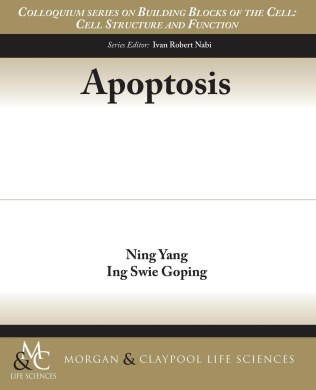 Colloquium series on Building Blocks of the Cell:
Cell Structure and Function
Series Editor: Ivan Robert Nabi
Apoptosis
Ning Yang
Ing Swie Goping
M&C
LIFE SCIENCES
MORGAN & CLAYPOOL LIFE SCIENCES